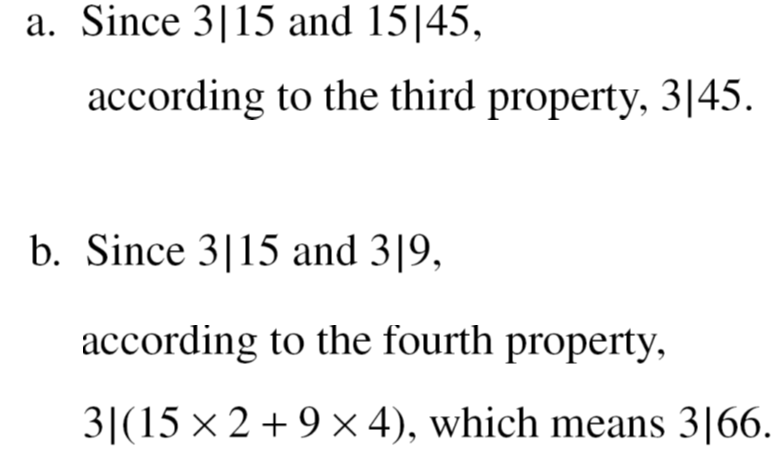 a. Since 3|15 and 15|45,
according to the third property, 3|45.
b. Since 3|15 and 3|9,
according to the fourth property,
3|(15 × 2 + 9 × 4), which means 3|66.